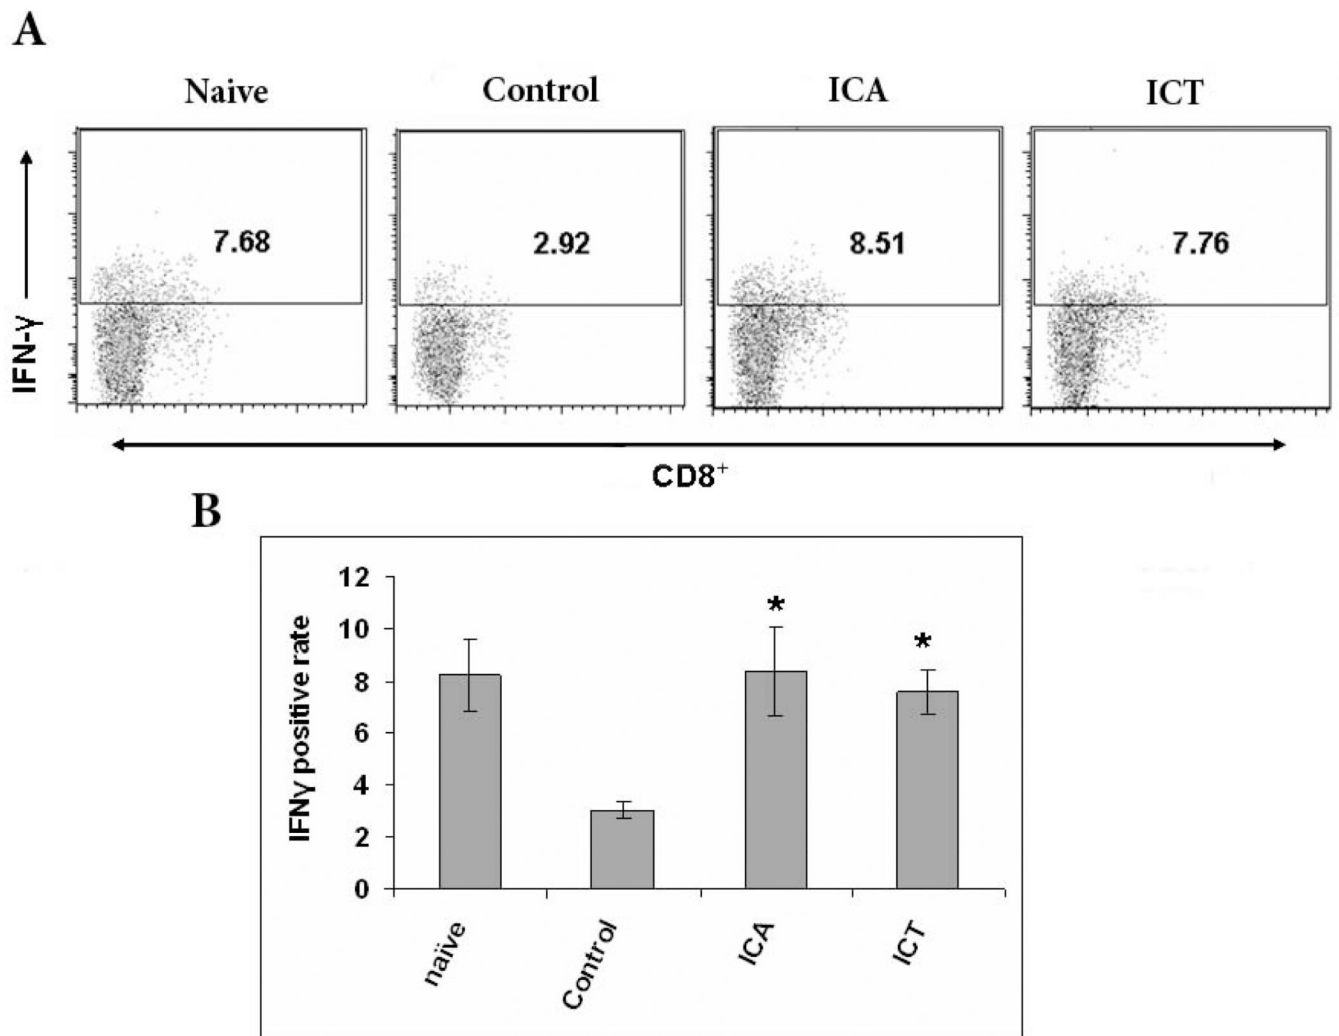 A
Naive Control ICA ICT
7.68 2.92 8.51 7.76
IFN-γ
CD8⁺
B
12
10
8
6
4
2
0
IFNγ positive rate
* *
naïve Control ICA ICT